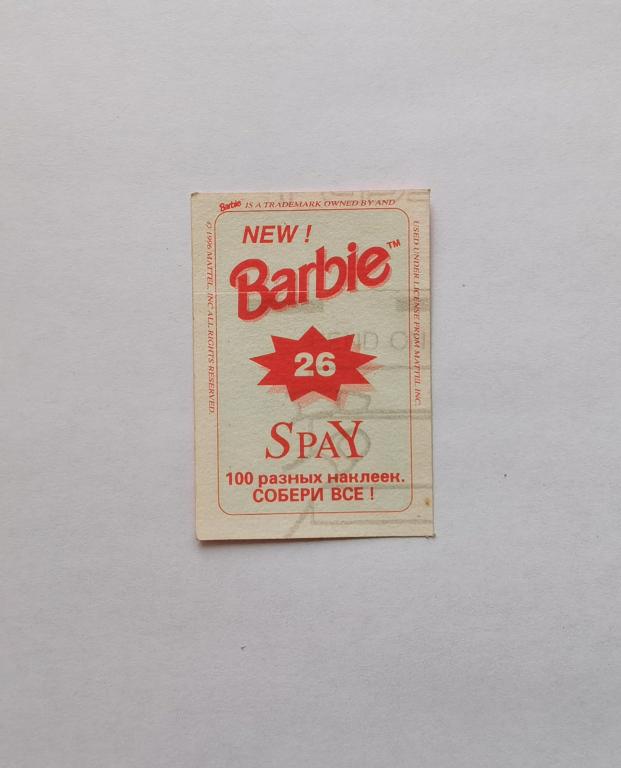 Barbie IS A TRADEMARK OWNED BY AND
USED UNDER LICENSE FROM MATTEL INC.
© 1996 MATTEL. INC ALL RIGHTS RESERVED.
NEW !
Barbie™
26
SPAY
100 разных наклеек.
СОБЕРИ ВСЕ !